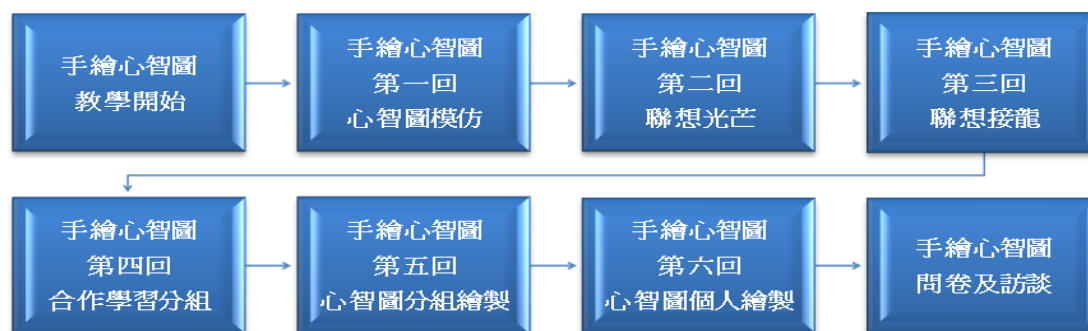 手繪心智圖
教學開始
手繪心智圖
第一回
心智圖模仿
手繪心智圖
第二回
聯想光芒
手繪心智圖
第三回
聯想接龍
手繪心智圖
第四回
合作學習分組
手繪心智圖
第五回
心智圖分組繪製
手繪心智圖
第六回
心智圖個人繪製
手繪心智圖
問卷及訪談